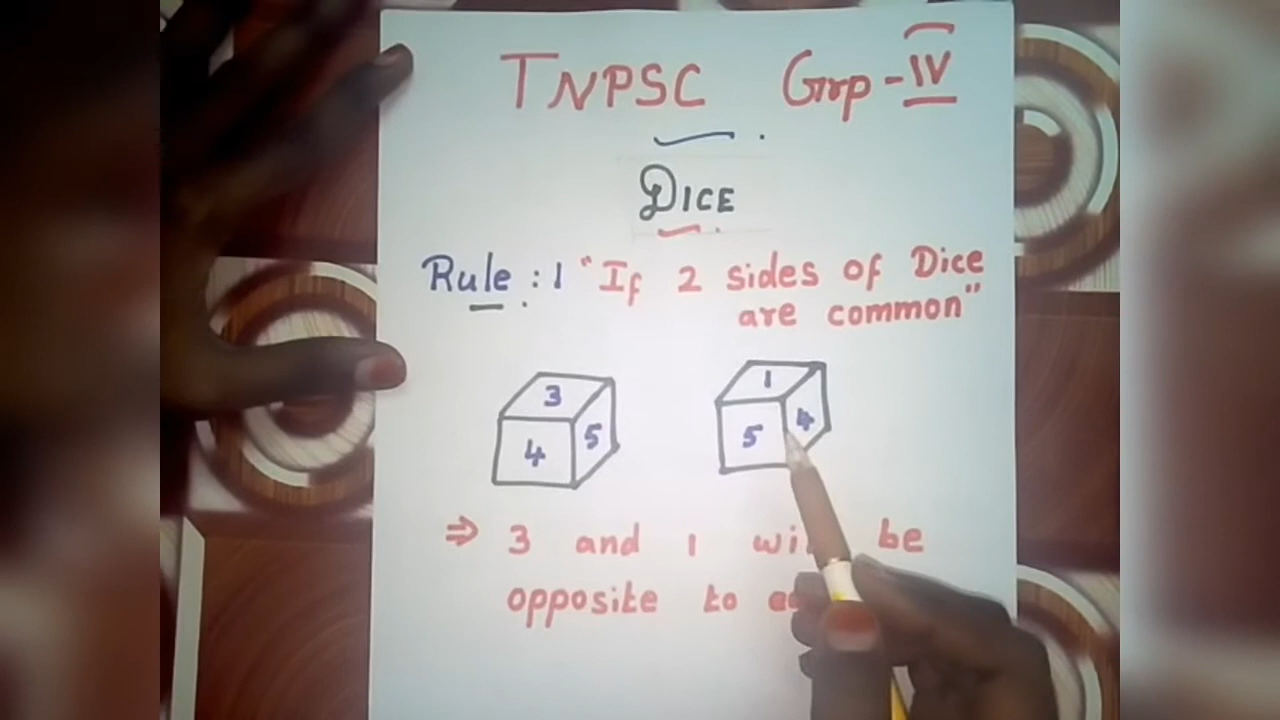 TNPSC Grp-IV
DICE
Rule : 1 "If 2 sides of Dice
are common"
3
4 5
1
5 4
⇒ 3 and 1 be
opposite to